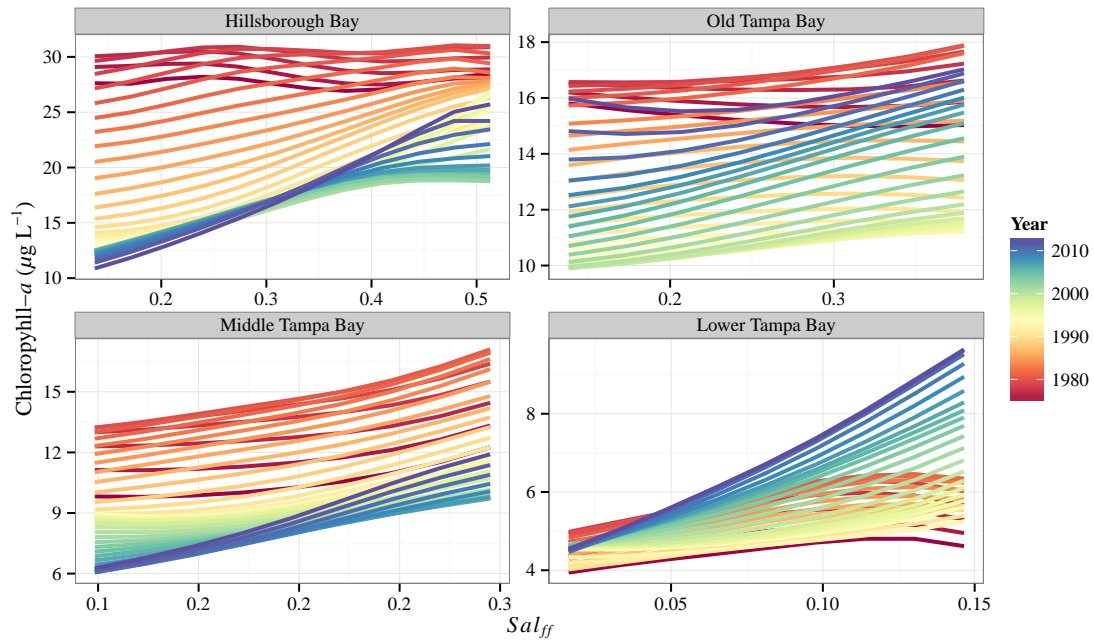 Hillsborough Bay
Old Tampa Bay
30
25
20
15
10
0.2 0.3 0.4 0.5
18
16
14
12
10
0.2 0.3
Middle Tampa Bay
Lower Tampa Bay
15
12
9
6
0.1 0.2 0.2 0.2 0.3
8
6
4
0.05 0.10 0.15
Chloropyhll−a (μg L⁻¹)
Sal_ff
Year
2010
2000
1990
1980